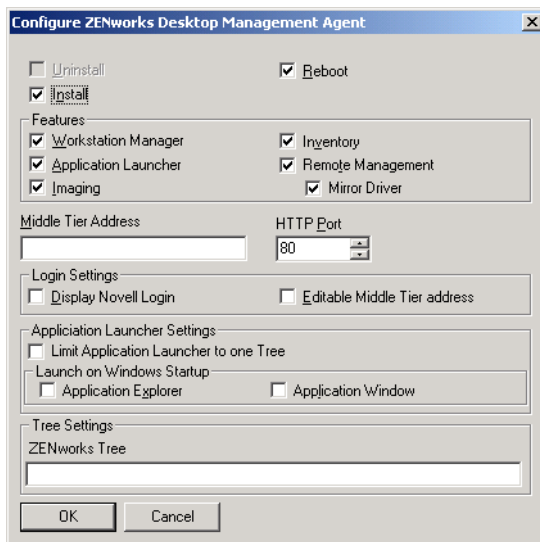 Configure ZENworks Desktop Management Agent
Uninstall
Reboot
Install
Features
Workstation Manager
Inventory
Application Launcher
Remote Management
Imaging
Mirror Driver
Middle Tier Address
HTTP Port
80
Login Settings
Display Novell Login
Editable Middle Tier address
Appliciation Launcher Settings
Limit Application Launcher to one Tree
Launch on Windows Startup
Application Explorer
Application Window
Tree Settings
ZENworks Tree
OK
Cancel